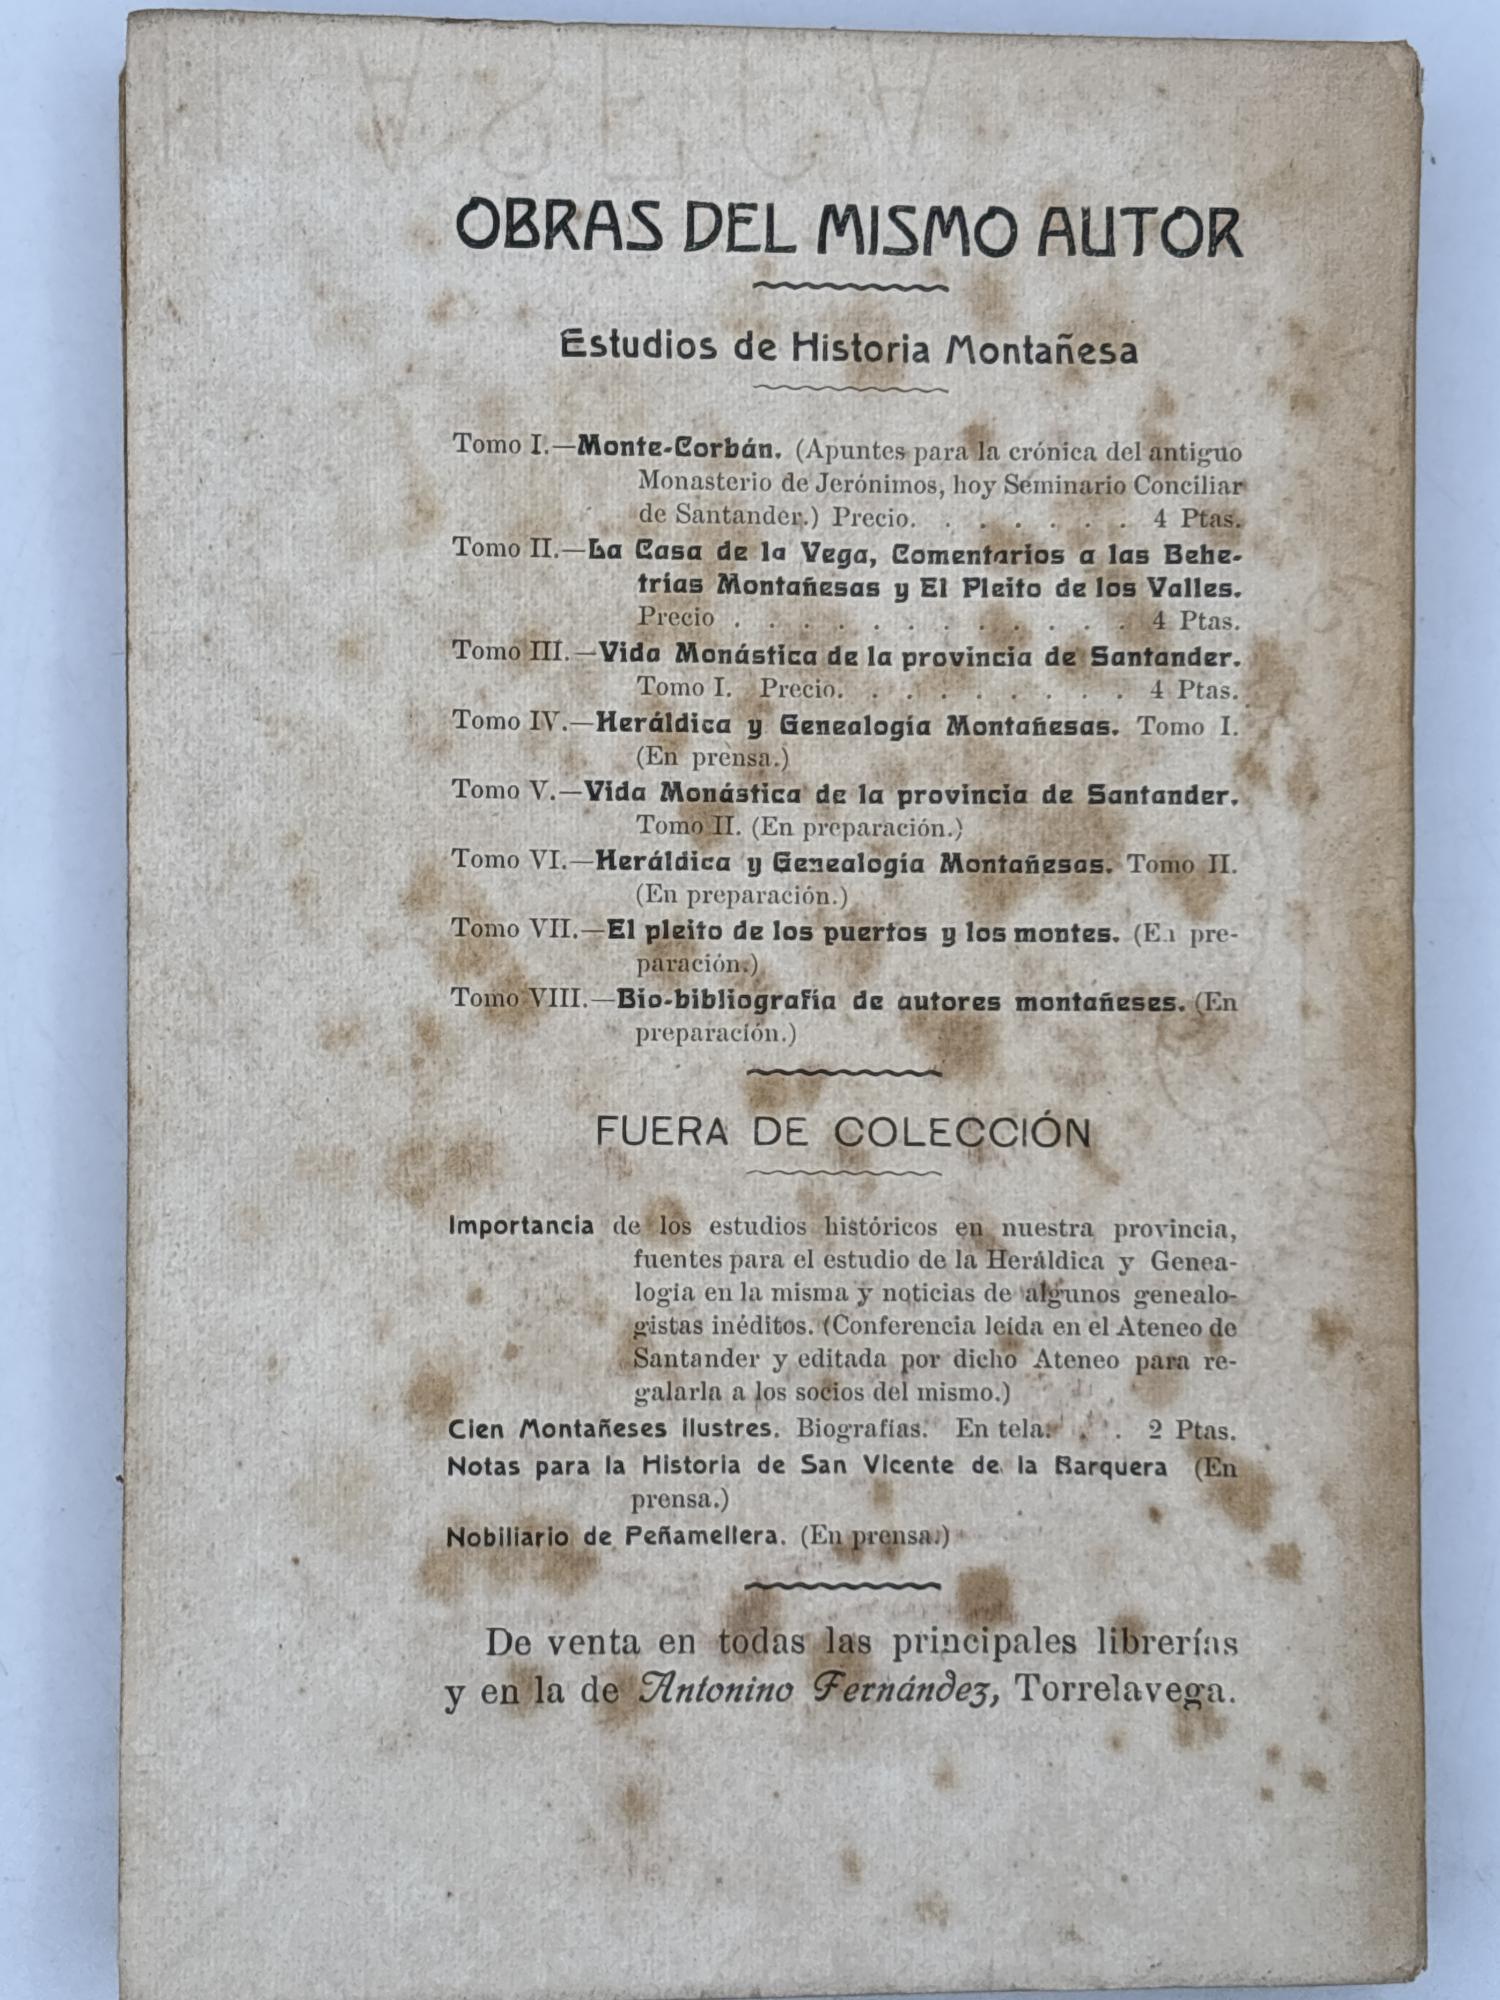 OBRAS DEL MISMO AUTOR
Estudios de Historia Montañesa
Tomo I.—Monte-Corbán. (Apuntes para la crónica del antiguo
Monasterio de Jerónimos, hoy Seminario Conciliar
de Santander.) Precio. . . . . . . 4 Ptas.
Tomo II.—La Casa de la Vega, Comentarios a las Behe-
trías Montañesas y El Pleito de los Valles.
Precio . . . . . . . . . . . . 4 Ptas.
Tomo III.—Vida Monástica de la provincia de Santander.
Tomo I. Precio. . . . . . . . . 4 Ptas.
Tomo IV.—Heráldica y Genealogía Montañesas. Tomo I.
(En prensa.)
Tomo V.—Vida Monástica de la provincia de Santander.
Tomo II. (En preparación.)
Tomo VI.—Heráldica y Genealogía Montañesas. Tomo II.
(En preparación.)
Tomo VII.—El pleito de los puertos y los montes. (En pre-
paración.)
Tomo VIII.—Bio-bibliografía de autores montañeses. (En
preparación.)
FUERA DE COLECCIÓN
Importancia de los estudios históricos en nuestra provincia,
fuentes para el estudio de la Heráldica y Genea-
logía en la misma y noticias de algunos genealo-
gistas inéditos. (Conferencia leída en el Ateneo de
Santander y editada por dicho Ateneo para re-
galarla a los socios del mismo.)
Cien Montañeses ilustres. Biografías. En tela. . . 2 Ptas.
Notas para la Historia de San Vicente de la Barquera (En
prensa.)
Nobiliario de Peñamellera. (En prensa.)
De venta en todas las principales librerías
y en la de Antonino Fernández, Torrelavega.